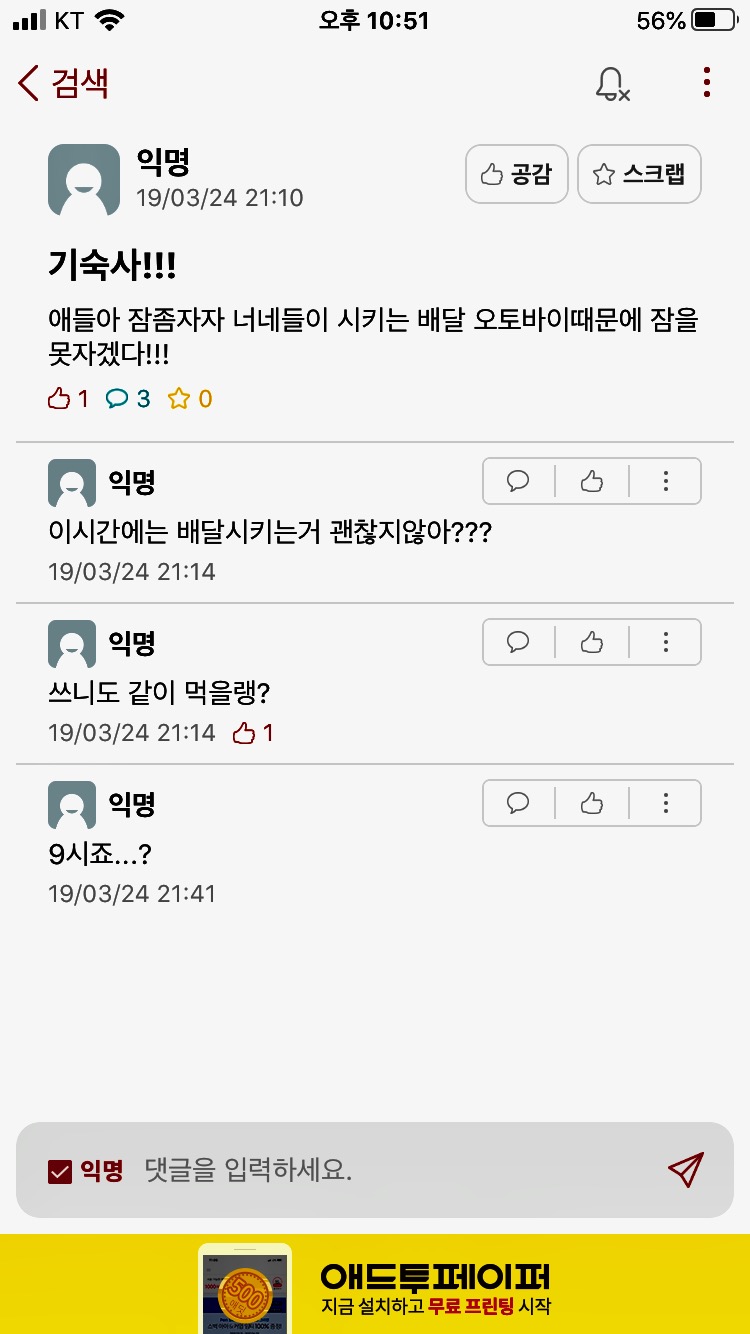 KT 오후 10:51 56%
검색
익명
19/03/24 21:10
공감 스크랩
기숙사!!!
애들아 잠좀자자 너네들이 시키는 배달 오토바이때문에 잠을
못자겠다!!!
1 3 0
익명
이시간에는 배달시키는거 괜찮지않아???
19/03/24 21:14
익명
쓰니도 같이 먹을랭?
19/03/24 21:14 1
익명
9시죠...?
19/03/24 21:41
익명 댓글을 입력하세요.
500
애드투페이퍼
지금 설치하고 무료 프린팅 시작